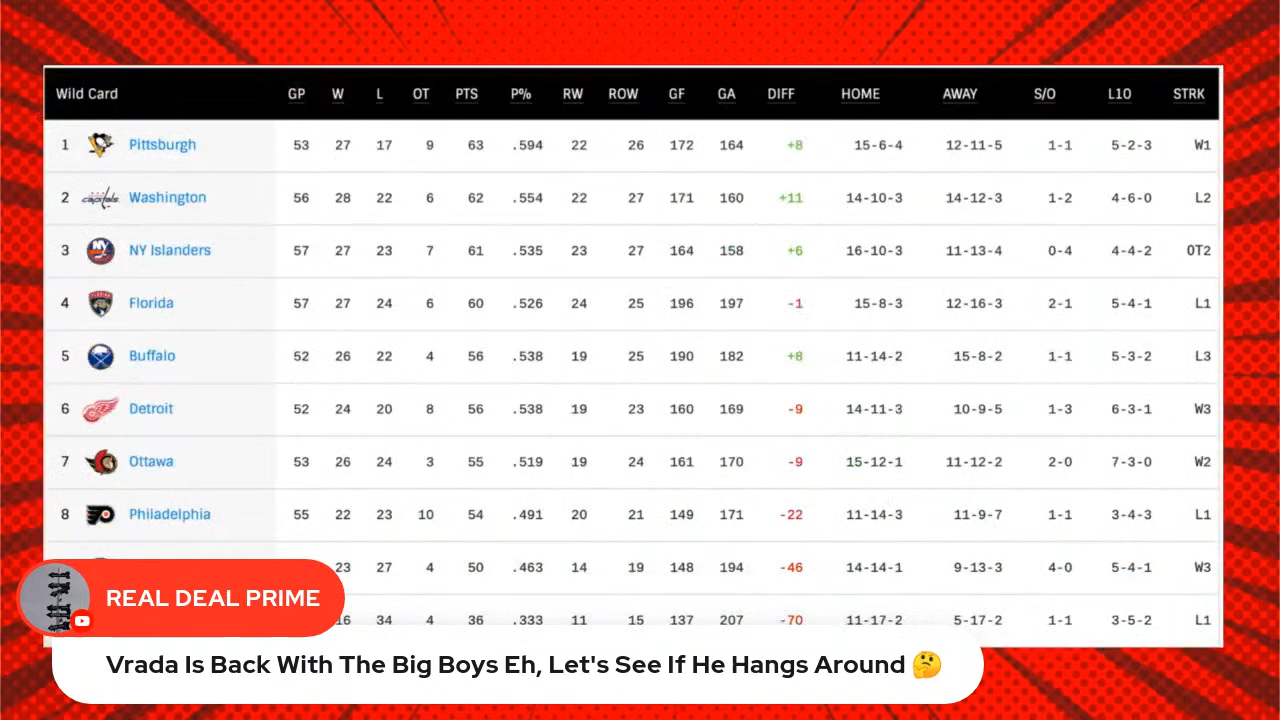 Wild Card GP W L OT PTS P% RW ROW GF GA DIFF HOME AWAY S/O L10 STRK
1 Pittsburgh 53 27 17 9 63 .594 22 26 172 164 +8 15-6-4 12-11-5 1-1 5-2-3 W1
2 capitals Washington 56 28 22 6 62 .554 22 27 171 160 +11 14-10-3 14-12-3 1-2 4-6-0 L2
3 NY NY Islanders 57 27 23 7 61 .535 23 27 164 158 +6 16-10-3 11-13-4 0-4 4-4-2 OT2
4 FLORIDA Florida 57 27 24 6 60 .526 24 25 196 197 -1 15-8-3 12-16-3 2-1 5-4-1 L1
5 Buffalo 52 26 22 4 56 .538 19 25 190 182 +8 11-14-2 15-8-2 1-1 5-3-2 L3
6 Detroit 52 24 20 8 56 .538 19 23 160 169 -9 14-11-3 10-9-5 1-3 6-3-1 W3
7 Ottawa 53 26 24 3 55 .519 19 24 161 170 -9 15-12-1 11-12-2 2-0 7-3-0 W2
8 Philadelphia 55 22 23 10 54 .491 20 21 149 171 -22 11-14-3 11-9-7 1-1 3-4-3 L1
23 27 4 50 .463 14 19 148 194 -46 14-14-1 9-13-3 4-0 5-4-1 W3
REAL DEAL PRIME
16 34 4 36 .333 11 15 137 207 -70 11-17-2 5-17-2 1-1 3-5-2 L1
Vrada Is Back With The Big Boys Eh, Let's See If He Hangs Around 🤔